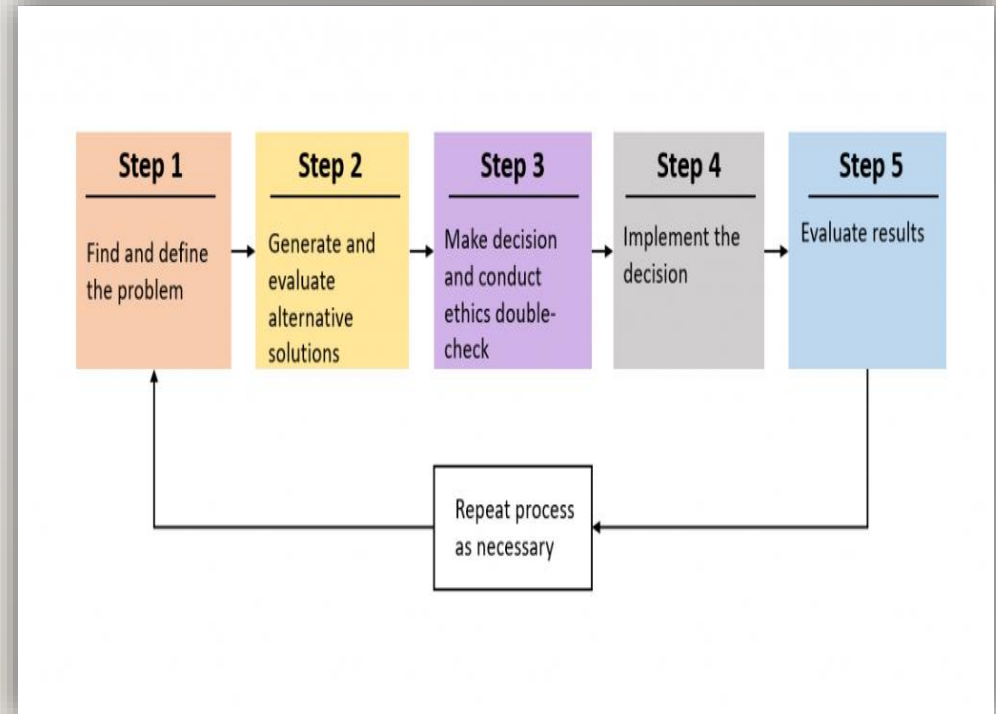 Step 1
Find and define
the problem
Step 2
Generate and
evaluate
alternative
solutions
Step 3
Make decision
and conduct
ethics double-
check
Step 4
Implement the
decision
Step 5
Evaluate results
Repeat process
as necessary